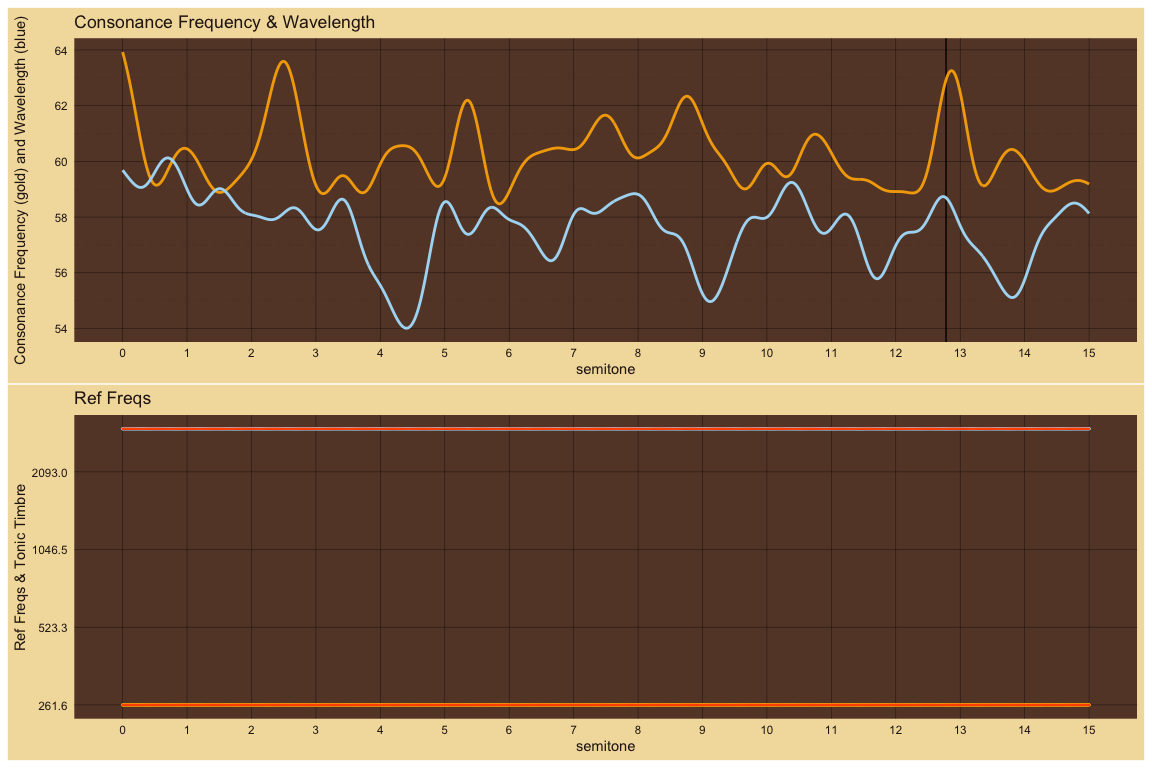 Consonance Frequency & Wavelength
Consonance Frequency (gold) and Wavelength (blue)
64
62
60
58
56
54
0 1 2 3 4 5 6 7 8 9 10 11 12 13 14 15
semitone
Ref Freqs
Ref Freqs & Tonic Timbre
2093.0
1046.5
523.3
261.6
0 1 2 3 4 5 6 7 8 9 10 11 12 13 14 15
semitone